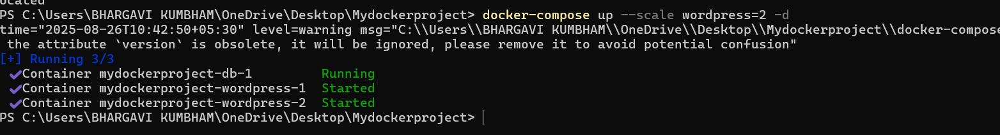 ocated
PS C:\Users\BHARGAVI KUMBHAM\OneDrive\Desktop\Mydockerproject> docker-compose up --scale wordpress=2 -d
time="2025-08-26T10:42:50+05:30" level=warning msg="C:\\Users\\BHARGAVI KUMBHAM\\OneDrive\\Desktop\\Mydockerproject\\docker-compose
the attribute `version` is obsolete, it will be ignored, please remove it to avoid potential confusion"
[+] Running 3/3
✔Container mydockerproject-db-1 Running
✔Container mydockerproject-wordpress-1 Started
✔Container mydockerproject-wordpress-2 Started
PS C:\Users\BHARGAVI KUMBHAM\OneDrive\Desktop\Mydockerproject>